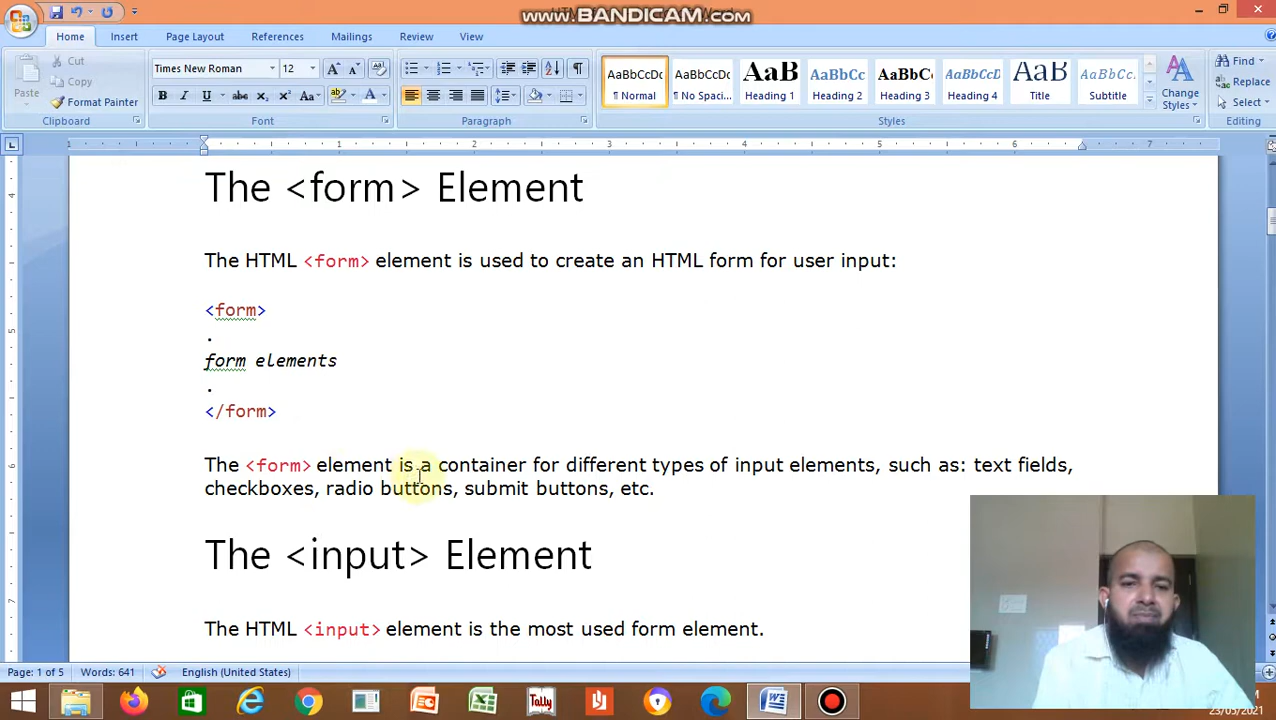 www.BANDICAM.com
Home Insert Page Layout References Mailings Review View
Paste
Cut
Copy
Format Painter
Clipboard
Times New Roman 12
Font
Paragraph
AaBbCcDc AaBbCcDc AaB AaBbCc AaBbCc AaBbCcD AaB AaBbCc.
¶ Normal ¶ No Spaci... Heading 1 Heading 2 Heading 3 Heading 4 Title Subtitle
Styles
Change
Styles
Find
Replace
Select
Editing
The <form> Element
The HTML <form> element is used to create an HTML form for user input:
<form>
.
form elements
.
</form>
The <form> element is a container for different types of input elements, such as: text fields,
checkboxes, radio buttons, submit buttons, etc.
The <input> Element
The HTML <input> element is the most used form element.
Page: 1 of 5 Words: 641 English (United States)
Tally
23/05/2021